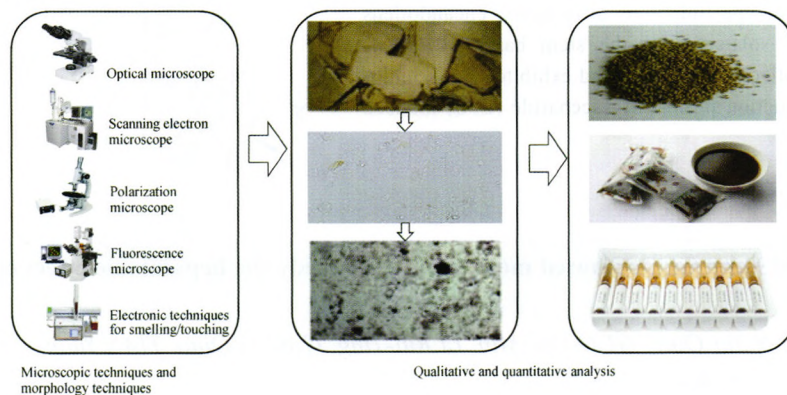 Optical microscope
Scanning electron
microscope
Polarization
microscope
Fluorescence
microscope
Electronic techniques
for smelling/touching
Microscopic techniques and
morphology techniques
Qualitative and quantitative analysis